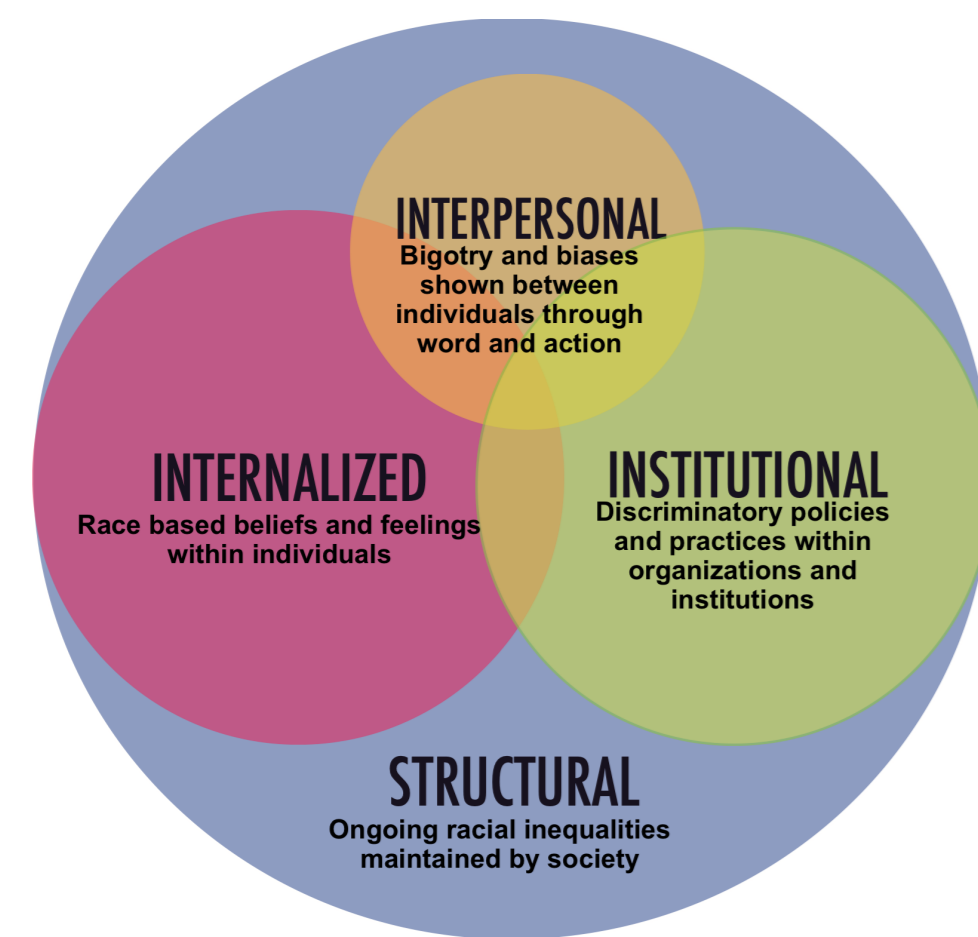 INTERPERSONAL
Bigotry and biases
shown between
individuals through
word and action
INTERNALIZED
Race based beliefs and feelings
within individuals
INSTITUTIONAL
Discriminatory policies
and practices within
organizations and
institutions
STRUCTURAL
Ongoing racial inequalities
maintained by society